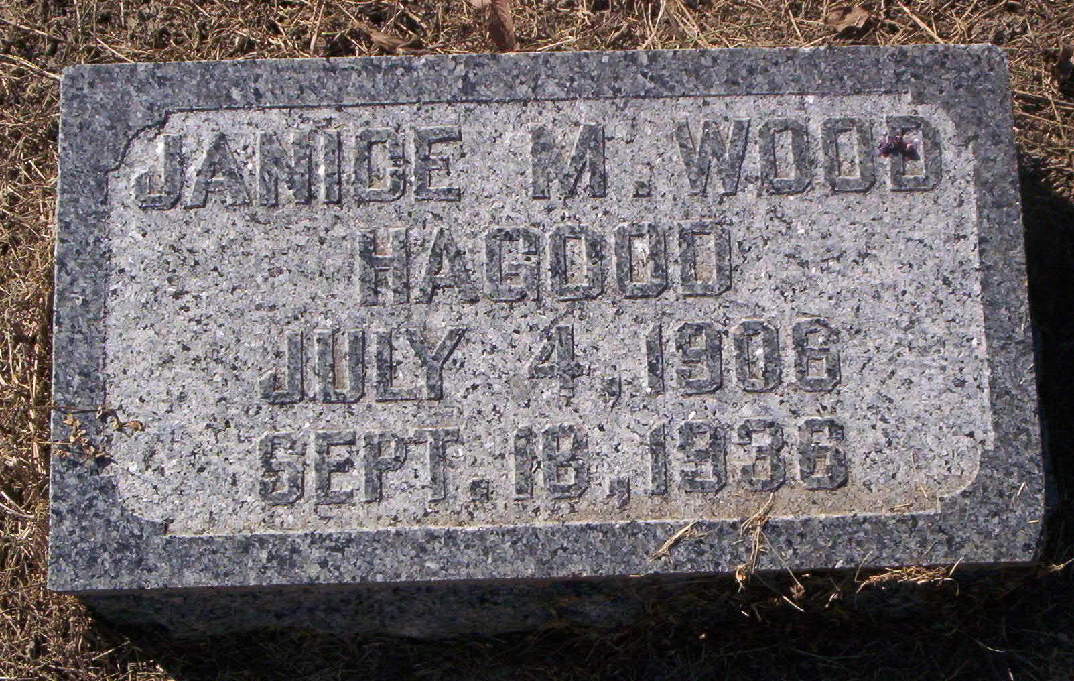 JANICE M. WOOD
HAGOOD
JULY 4, 1906
SEPT. 18, 1936